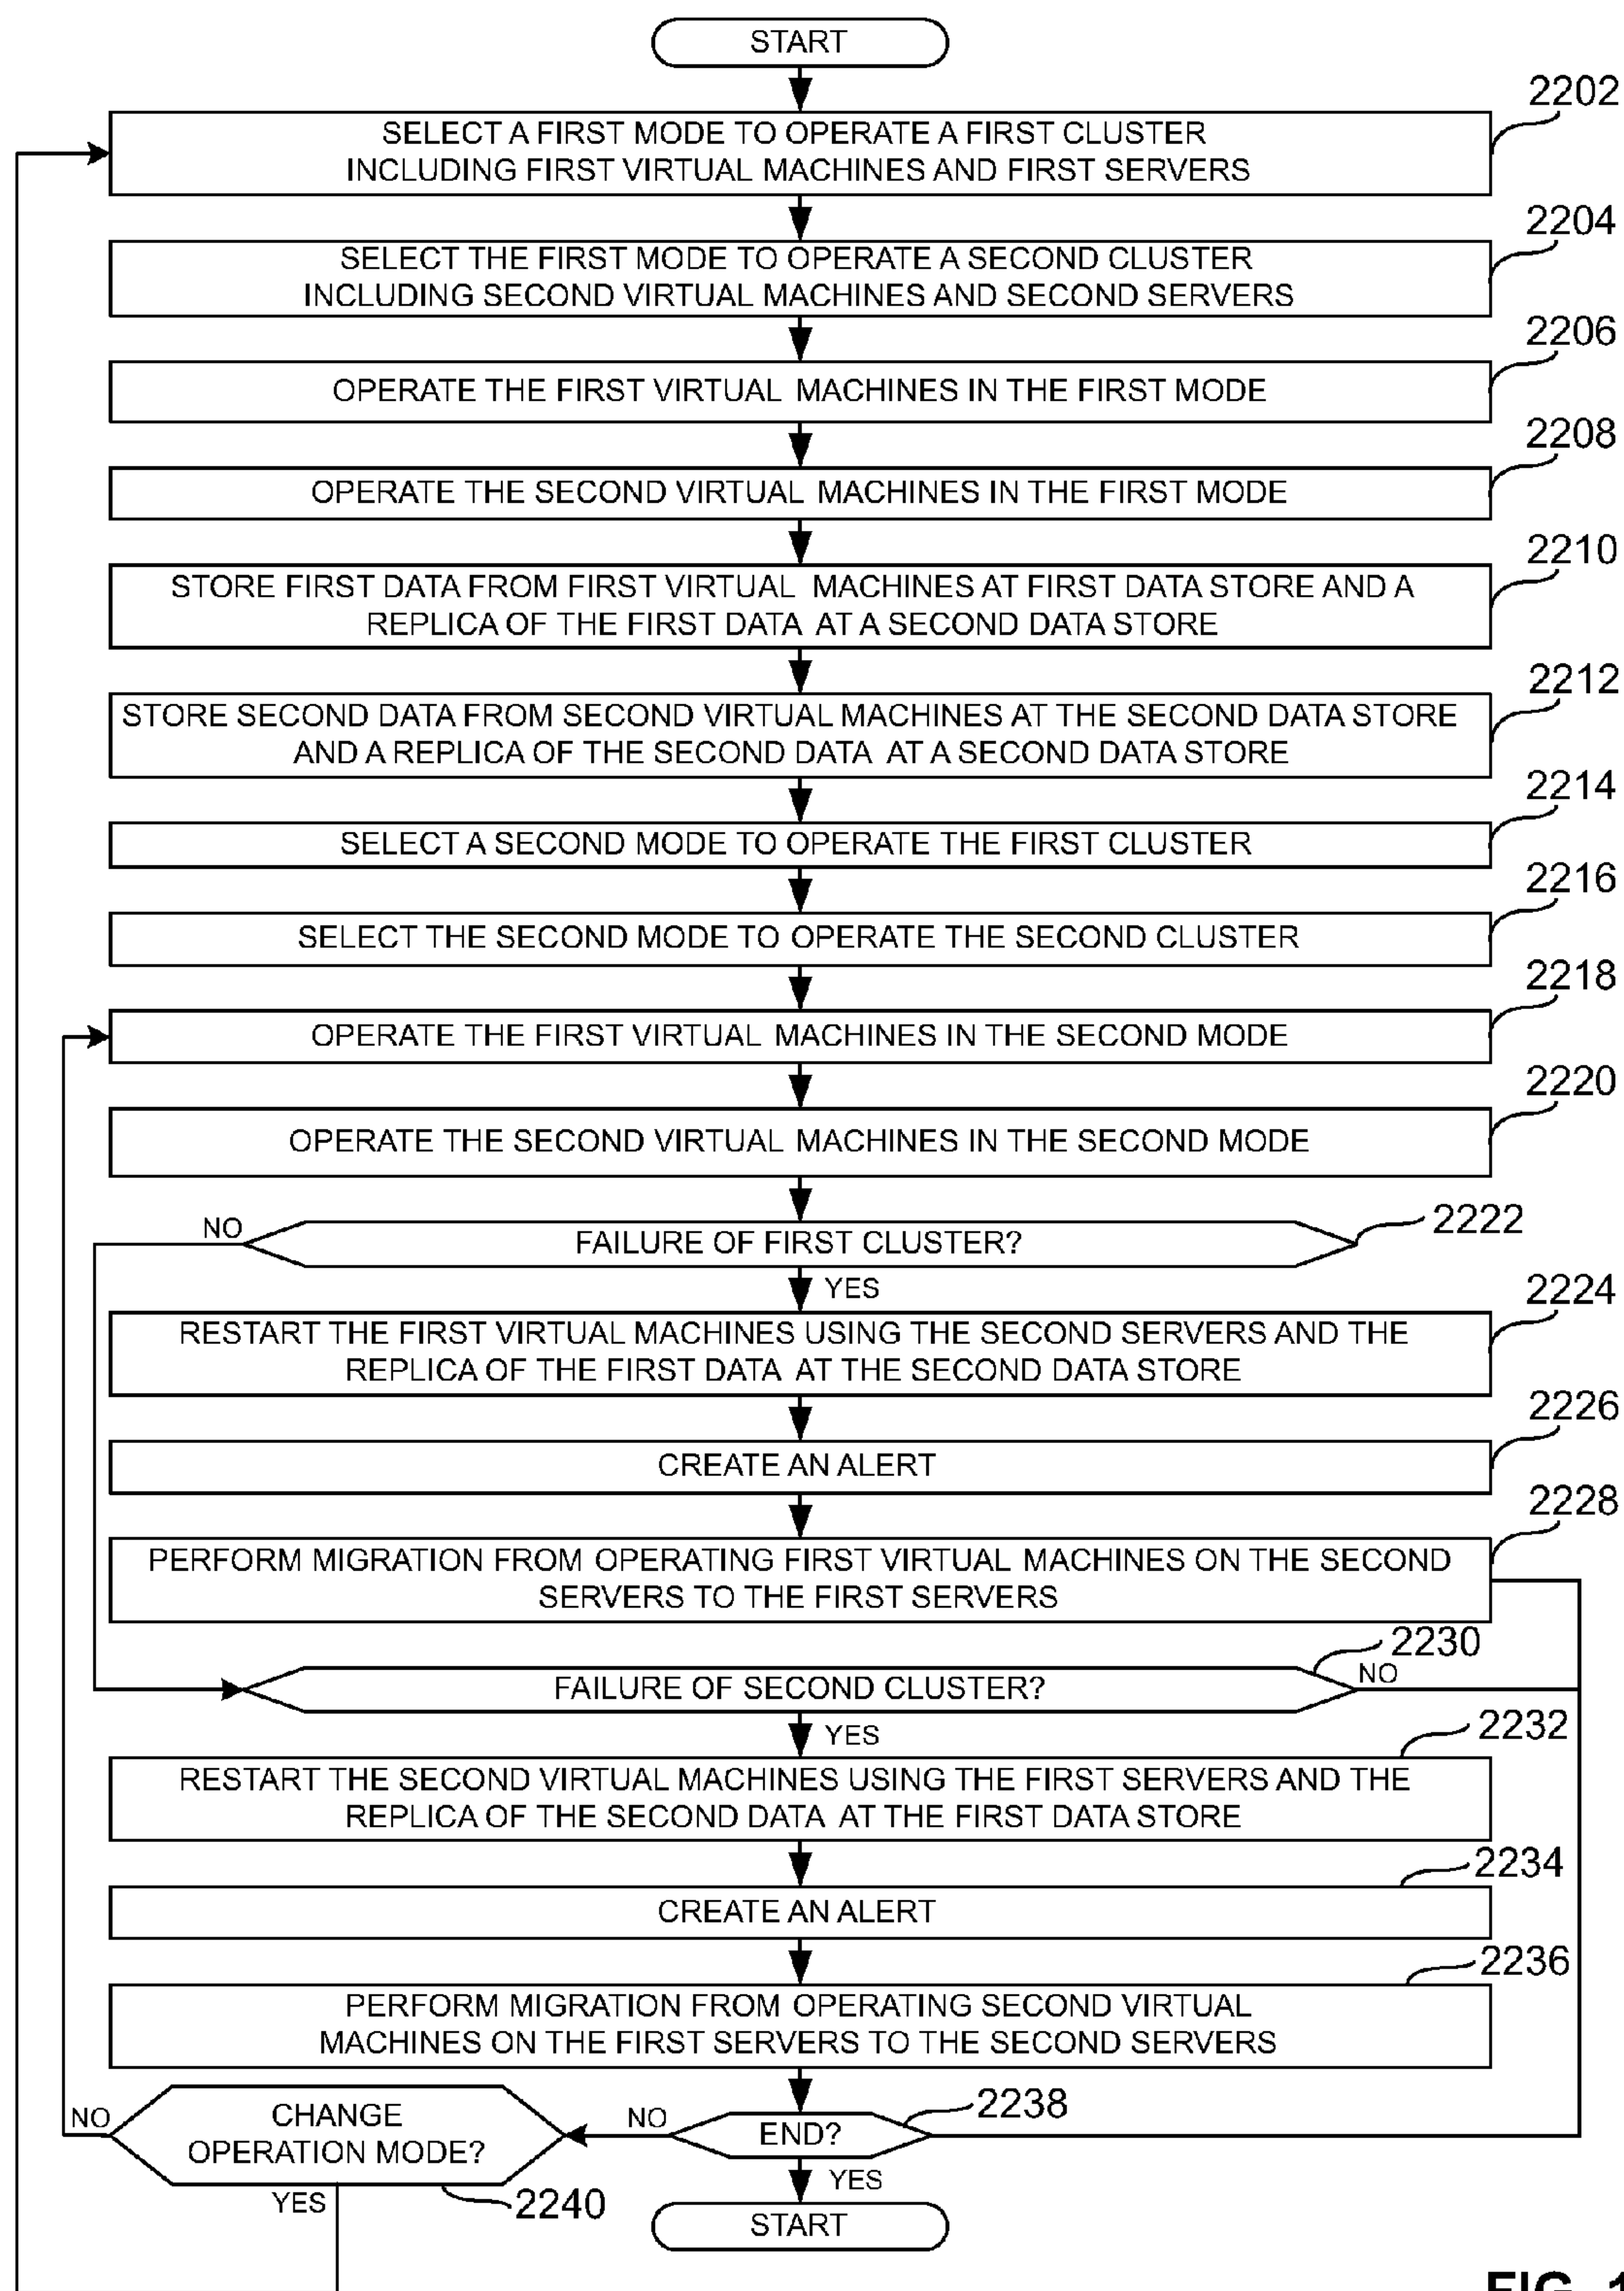 START
2202
SELECT A FIRST MODE TO OPERATE A FIRST CLUSTER
INCLUDING FIRST VIRTUAL MACHINES AND FIRST SERVERS
2204
SELECT THE FIRST MODE TO OPERATE A SECOND CLUSTER
INCLUDING SECOND VIRTUAL MACHINES AND SECOND SERVERS
2206
OPERATE THE FIRST VIRTUAL MACHINES IN THE FIRST MODE
2208
OPERATE THE SECOND VIRTUAL MACHINES IN THE FIRST MODE
2210
STORE FIRST DATA FROM FIRST VIRTUAL MACHINES AT FIRST DATA STORE AND A
REPLICA OF THE FIRST DATA AT A SECOND DATA STORE
2212
STORE SECOND DATA FROM SECOND VIRTUAL MACHINES AT THE SECOND DATA STORE
AND A REPLICA OF THE SECOND DATA AT A SECOND DATA STORE
2214
SELECT A SECOND MODE TO OPERATE THE FIRST CLUSTER
2216
SELECT THE SECOND MODE TO OPERATE THE SECOND CLUSTER
2218
OPERATE THE FIRST VIRTUAL MACHINES IN THE SECOND MODE
2220
OPERATE THE SECOND VIRTUAL MACHINES IN THE SECOND MODE
2222
NO
FAILURE OF FIRST CLUSTER?
YES
2224
RESTART THE FIRST VIRTUAL MACHINES USING THE SECOND SERVERS AND THE
REPLICA OF THE FIRST DATA AT THE SECOND DATA STORE
2226
CREATE AN ALERT
2228
PERFORM MIGRATION FROM OPERATING FIRST VIRTUAL MACHINES ON THE SECOND
SERVERS TO THE FIRST SERVERS
2230
NO
FAILURE OF SECOND CLUSTER?
YES
2232
RESTART THE SECOND VIRTUAL MACHINES USING THE FIRST SERVERS AND THE
REPLICA OF THE SECOND DATA AT THE FIRST DATA STORE
2234
CREATE AN ALERT
2236
PERFORM MIGRATION FROM OPERATING SECOND VIRTUAL
MACHINES ON THE FIRST SERVERS TO THE SECOND SERVERS
2238
NO
CHANGE
OPERATION MODE?
NO
END?
YES
YES
2240
START